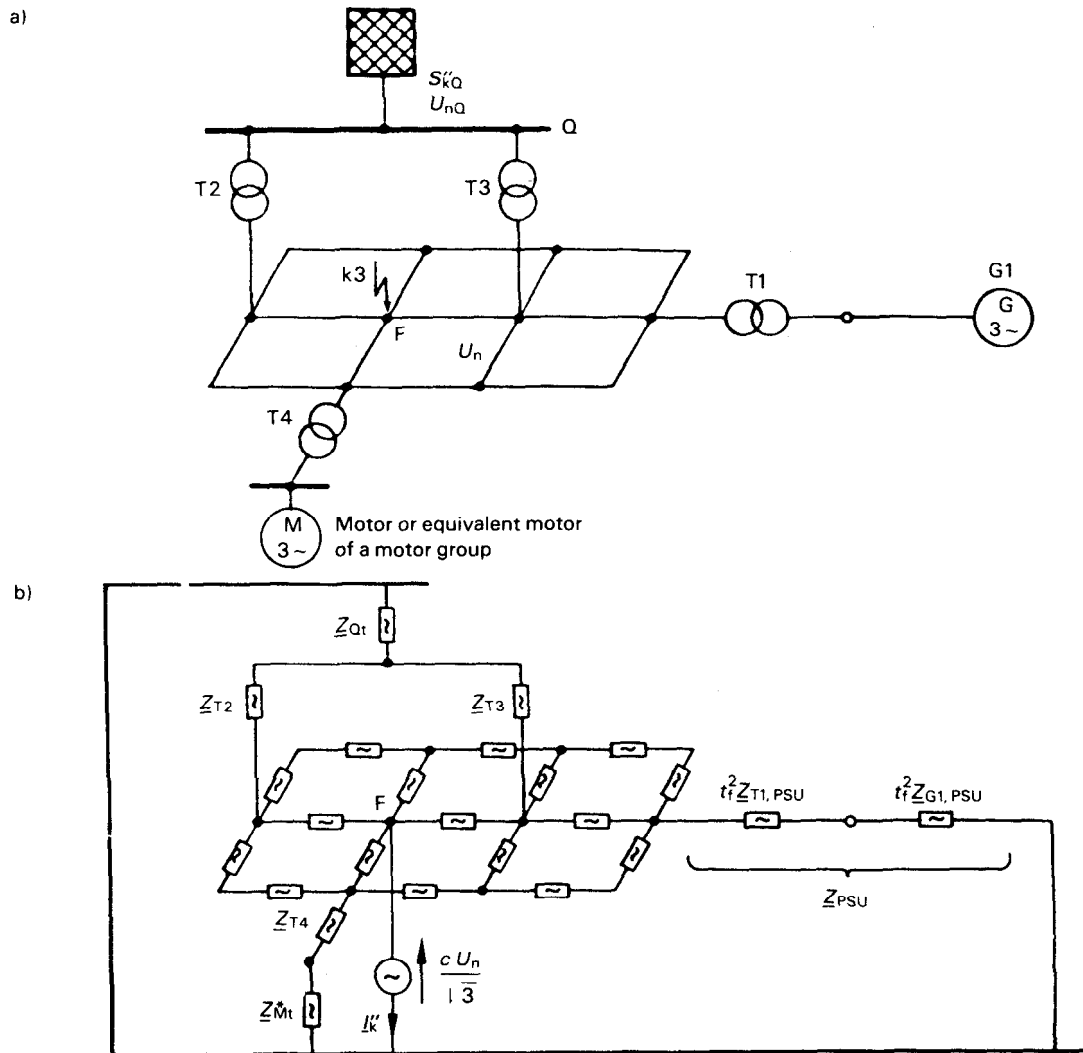 a)
S″kQ
UnQ
Q
T2
T3
k3
F
Un
T1
G1
G
3~
T4
M
3~
Motor or equivalent motor
of a motor group
b)
ZQt
ZT2
ZT3
F
t²f ZT1, PSU
t²f ZG1, PSU
ZPSU
ZT4
c Un
√3
Z*Mt
I″k